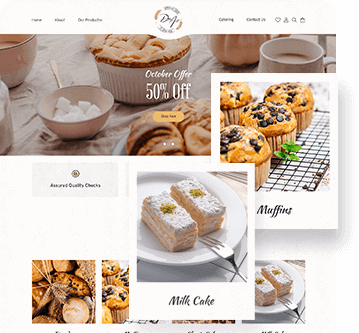 Home About Our Products Catering Contact Us
October Offer
50% Off
Shop Now
Assured Quality Checks
Muffins
Milk Cake